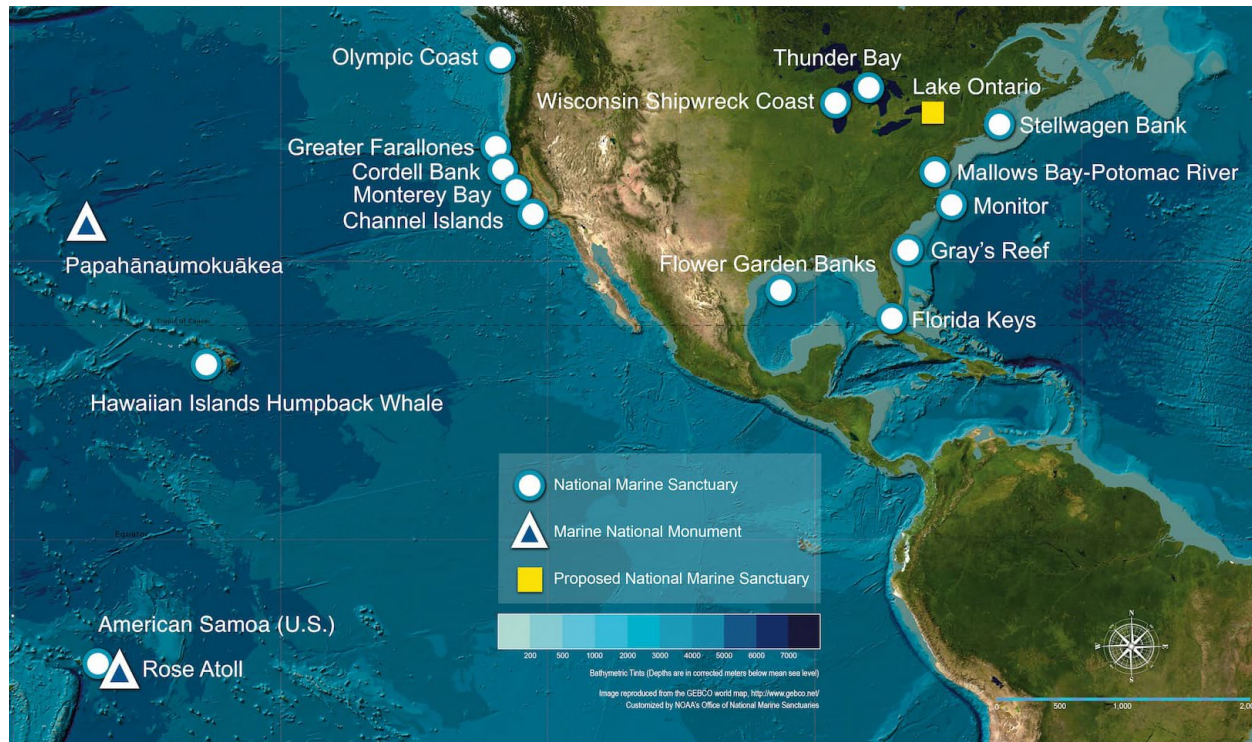 Olympic Coast
Thunder Bay
Wisconsin Shipwreck Coast
Lake Ontario
Stellwagen Bank
Greater Farallones
Cordell Bank
Monterey Bay
Channel Islands
Mallows Bay-Potomac River
Monitor
Gray's Reef
Flower Garden Banks
Florida Keys
Papahānaumokuākea
Tropic of Cancer
Hawaiian Islands Humpback Whale
National Marine Sanctuary
Marine National Monument
Proposed National Marine Sanctuary
Equator
American Samoa (U.S.)
Rose Atoll
200 500 1000 2000 3000 4000 5000 6000 7000
Bathymetric Tints (Depths are in corrected meters below mean sea level)
Image reproduced from the GEBCO world map, http://www.gebco.net/
Customized by NOAA's Office of National Marine Sanctuaries
N
W E
S
0 500 1,000